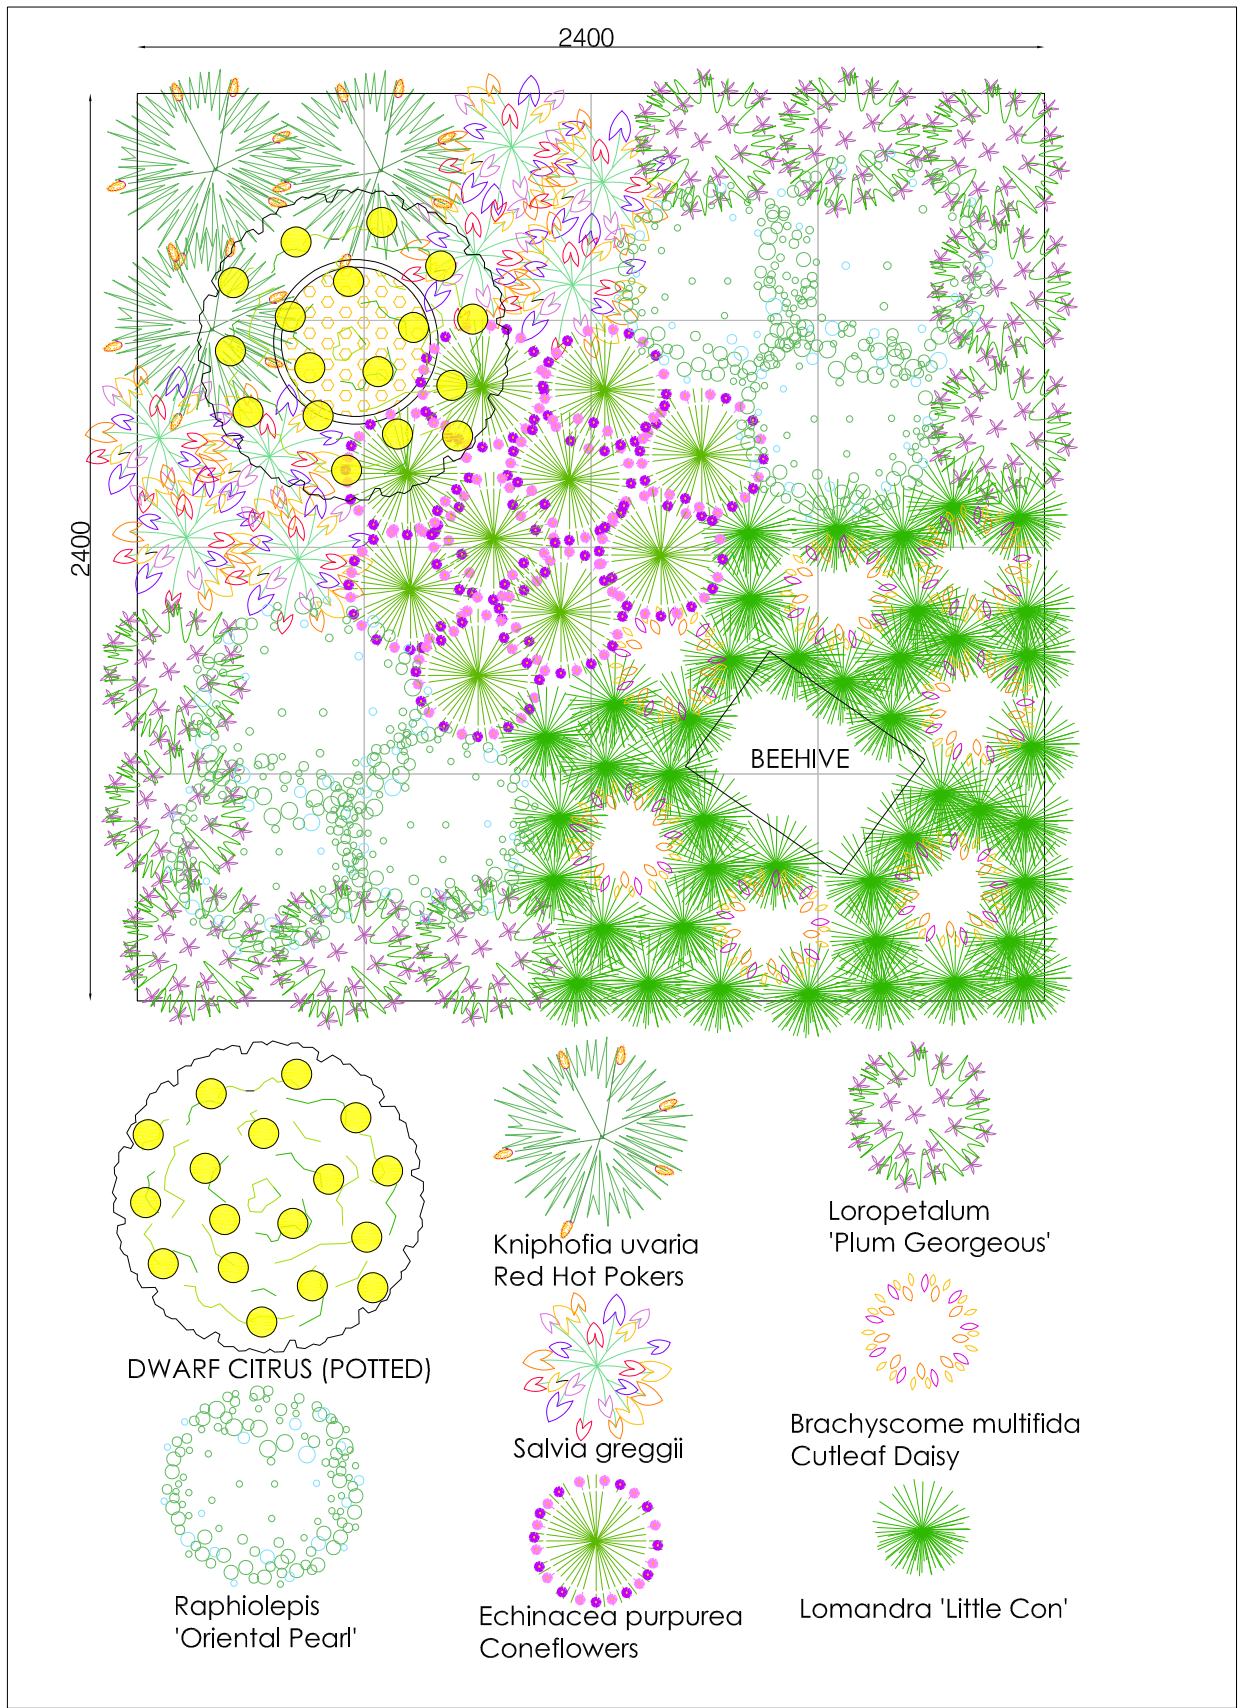 2400
2400
BEEHIVE
Kniphofia uvaria
Red Hot Pokers
Loropetalum
'Plum Georgeous'
DWARF CITRUS (POTTED)
Salvia greggii
Brachyscome multifida
Cutleaf Daisy
Raphiolepis
'Oriental Pearl'
Echinacea purpurea
Coneflowers
Lomandra 'Little Con'